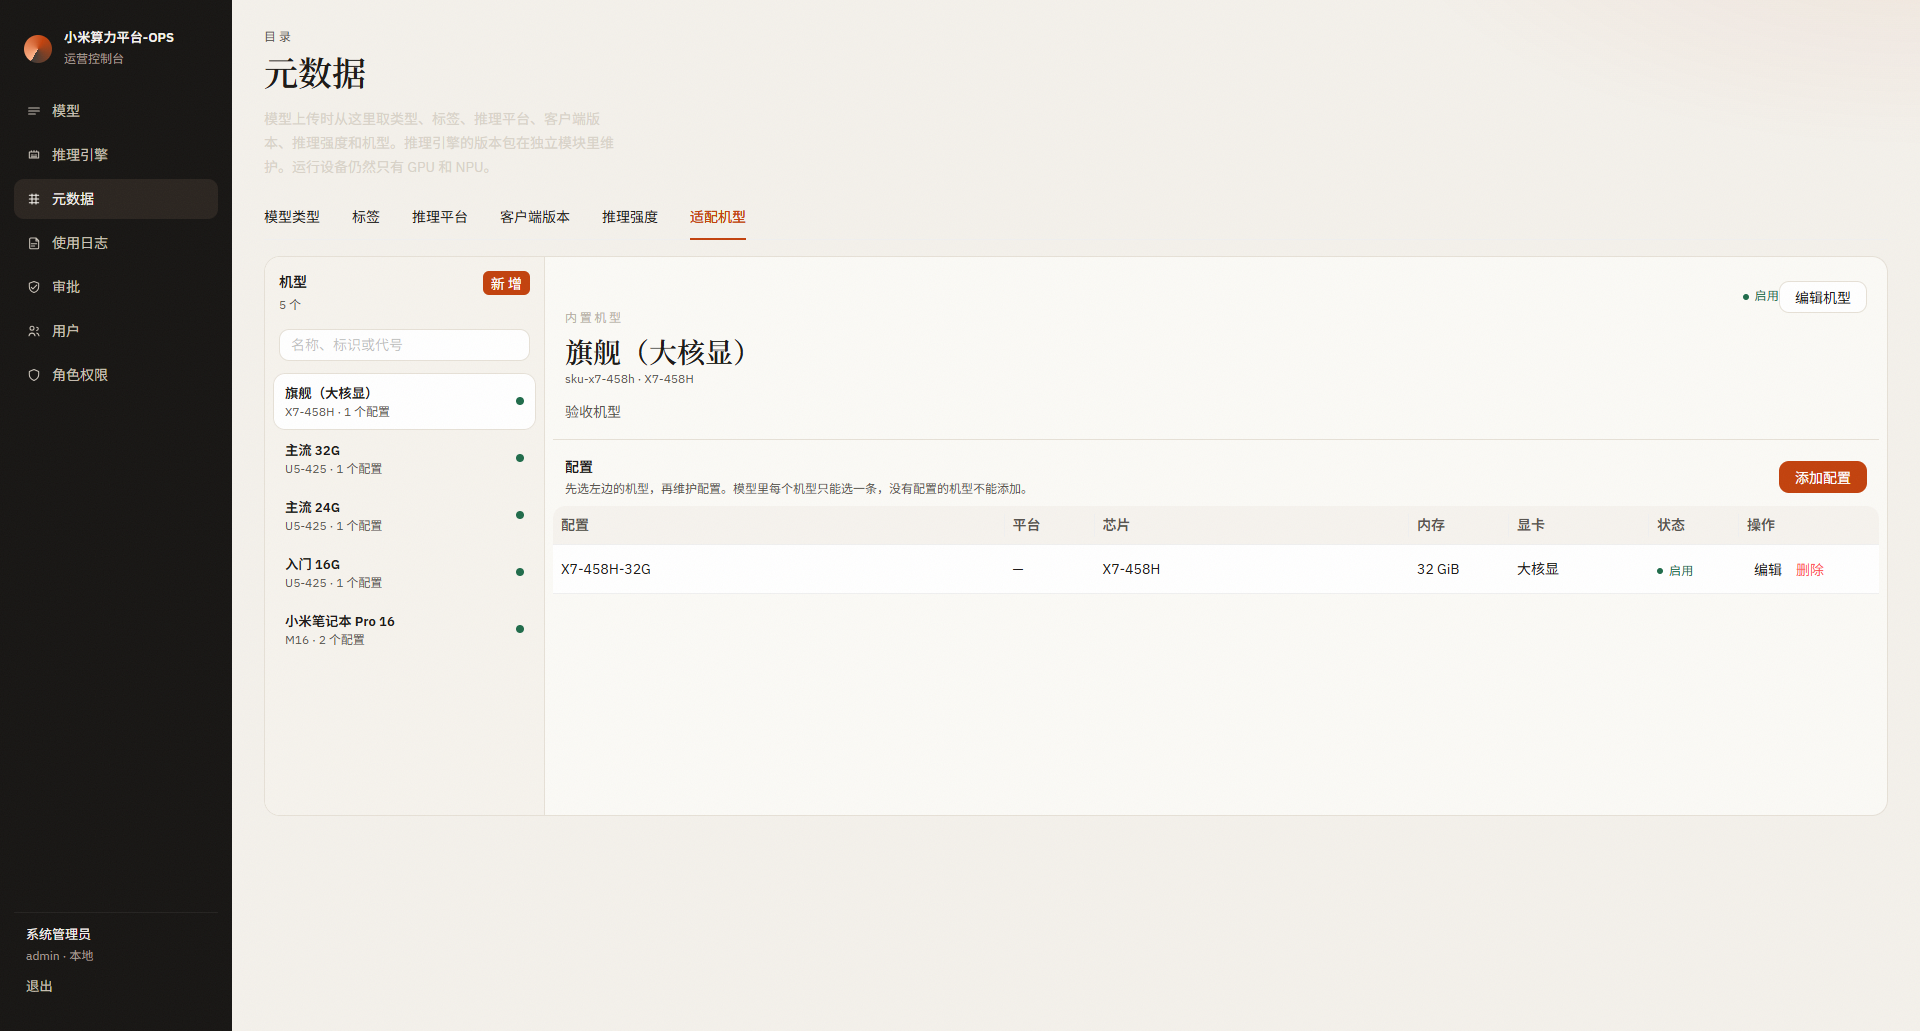 小米算力平台-OPS
运营控制台
模型
推理引擎
元数据
使用日志
审批
用户
角色权限
系统管理员
admin · 本地
退出
目录
元数据
模型上传时从这里取类型、标签、推理平台、客户端版
本、推理强度和机型。推理引擎的版本包在独立模块里维
护。运行设备仍然只有 GPU 和 NPU。
模型类型 标签 推理平台 客户端版本 推理强度 适配机型
机型 新 增
5 个
名称、标识或代号
旗舰（大核显）
X7-458H · 1 个配置
主流 32G
U5-425 · 1 个配置
主流 24G
U5-425 · 1 个配置
入门 16G
U5-425 · 1 个配置
小米笔记本 Pro 16
M16 · 2 个配置
启用 编辑机型
内置机型
旗舰（大核显）
sku-x7-458h · X7-458H
验收机型
配置
先选左边的机型，再维护配置。模型里每个机型只能选一条，没有配置的机型不能添加。
添加配置
配置 平台 芯片 内存 显卡 状态 操作
X7-458H-32G — X7-458H 32 GiB 大核显 启用 编辑 删除